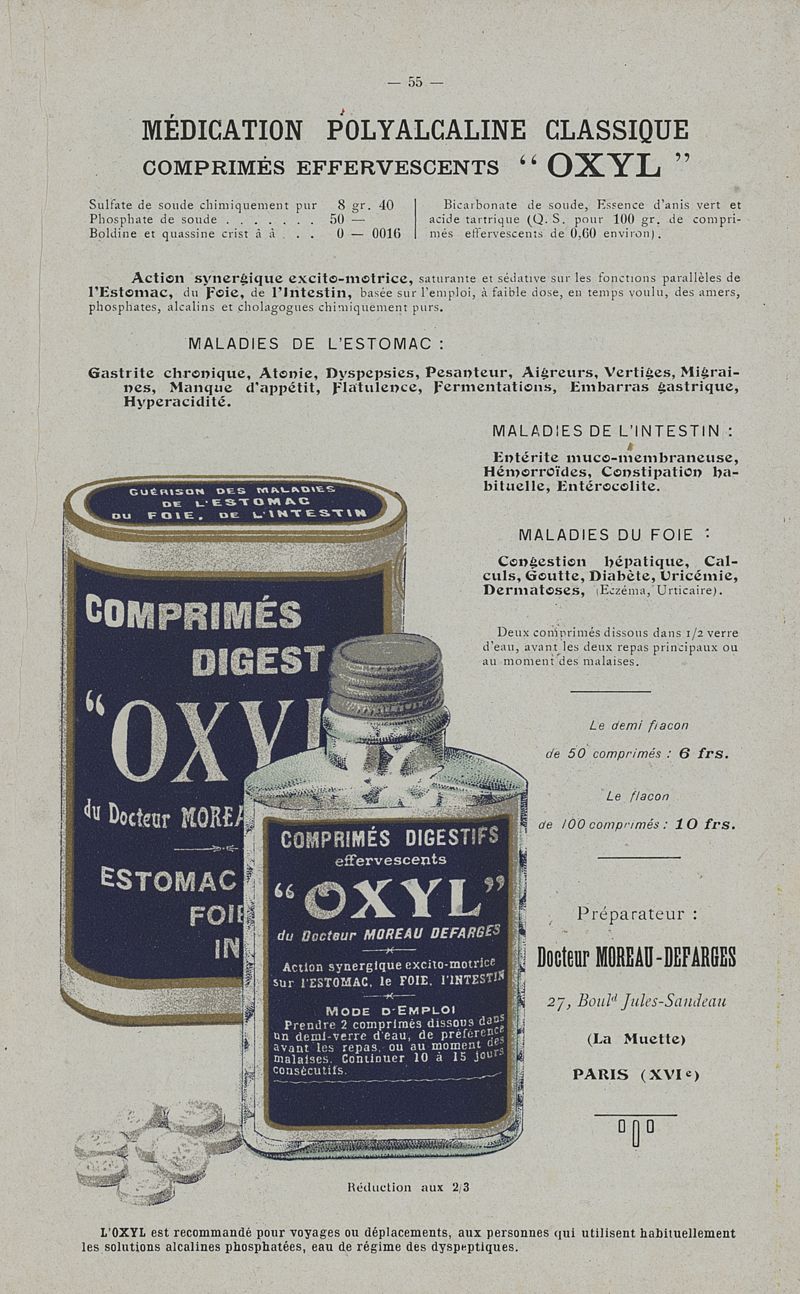 — 55 —
MÉDICATION POLYALCALINE CLASSIQUE
COMPRIMÉS EFFERVESCENTS “ OXYL ”
Sulfate de soude chimiquement pur 8 gr. 40
Phosphate de soude . . . . . . . 50 —
Boldine et quassine crist â â . . . 0 — 0016
Bicarbonate de soude, Essence d'anis vert et
acide tartrique (Q. S. pour 100 gr. de compri-
més effervescents de 0,60 environ).
Action synergique excito-motrice, saturante et sédative sur les fonctions parallèles de
l'Estomac, du Foie, de l'Intestin, basée sur l'emploi, à faible dose, en temps voulu, des amers,
phosphates, alcalins et cholagogues chimiquement purs.
MALADIES DE L'ESTOMAC :
Gastrite chronique, Atonie, Dyspepsies, Pesanteur, Aigreurs, Vertiges, Migrai-
nes, Manque d'appétit, Flatulence, Fermentations, Embarras gastrique,
Hyperacidité.
MALADIES DE L'INTESTIN :
Entérite muco-membraneuse,
Hémorroïdes, Constipation ha-
bituelle, Entérocolite.
MALADIES DU FOIE :
Congestion hépatique, Cal-
culs, Goutte, Diabète, Uricémie,
Dermatoses, (Eczéma, Urticaire).
Deux comprimés dissous dans 1/2 verre
d'eau, avant les deux repas principaux ou
au moment des malaises.
Le demi flacon
de 50 comprimés : 6 frs.
Le flacon
de 100 comprimés : 10 frs.
Préparateur :
Docteur MOREAU-DEFARGES
27, Boulᵈ Jules-Sandeau
(La Muette)
PARIS (XVIᵉ)
GUÉRISON DES MALADIES
DE L'ESTOMAC
DU FOIE, DE L'INTESTIN
COMPRIMÉS
DIGEST
“OXYL
du Docteur MOREA
ESTOMAC
FOIE
IN
COMPRIMÉS DIGESTIFS
effervescents
“OXYL”
du Docteur MOREAU DEFARGES
Action synergique excito-motrice
sur l'ESTOMAC, le FOIE, l'INTESTIN
MODE D'EMPLOI
Prendre 2 comprimés dissous dans
un demi-verre d'eau, de préférence
avant les repas, ou au moment des
malaises. Continuer 10 à 15 jours
consécutifs.
Réduction aux 2/3
L'OXYL est recommandé pour voyages ou déplacements, aux personnes qui utilisent habituellement
les solutions alcalines phosphatées, eau de régime des dyspeptiques.